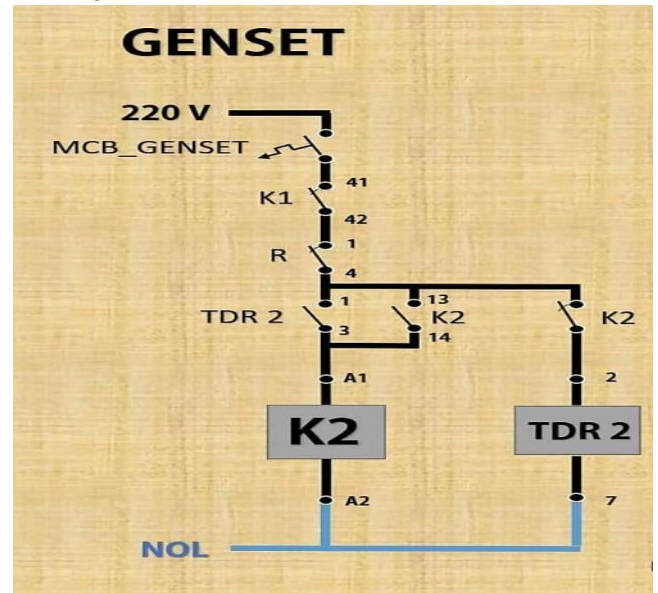 GENSET
220 V
MCB_GENSET
41
K1
42
1
R
4
TDR 2
1
3
13
K2
14
K2
A1
2
K2
TDR 2
A2
7
NOL